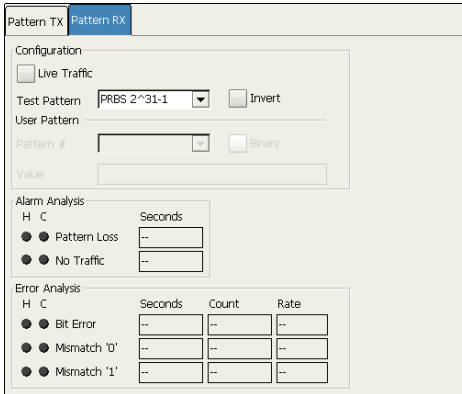 Pattern TX Pattern RX
Configuration
Live Traffic
Test Pattern PRBS 2^31-1 Invert
User Pattern
Pattern # Binary
Value
Alarm Analysis
H C Seconds
Pattern Loss --
No Traffic --
Error Analysis
H C Seconds Count Rate
Bit Error -- -- --
Mismatch '0' -- -- --
Mismatch '1' -- -- --